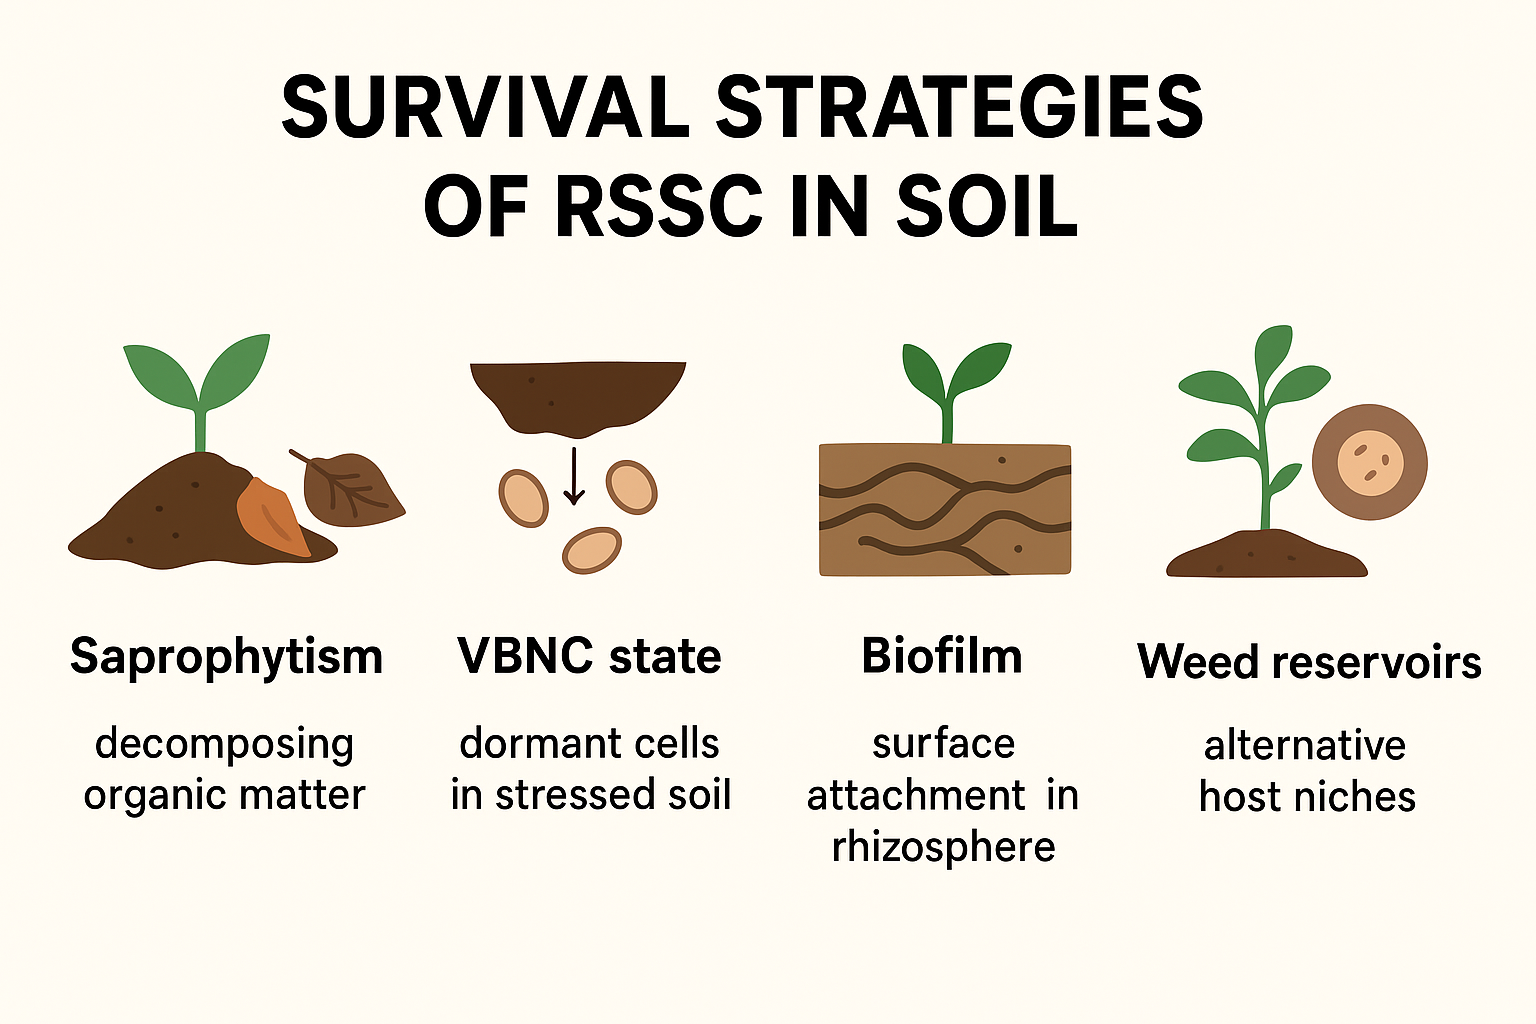 SURVIVAL STRATEGIES
OF RSSC IN SOIL
Saprophytism
decomposing
organic matter
VBNC state
dormant cells
in stressed soil
Biofilm
surface
attachment in
rhizosphere
Weed reservoirs
alternative
host niches